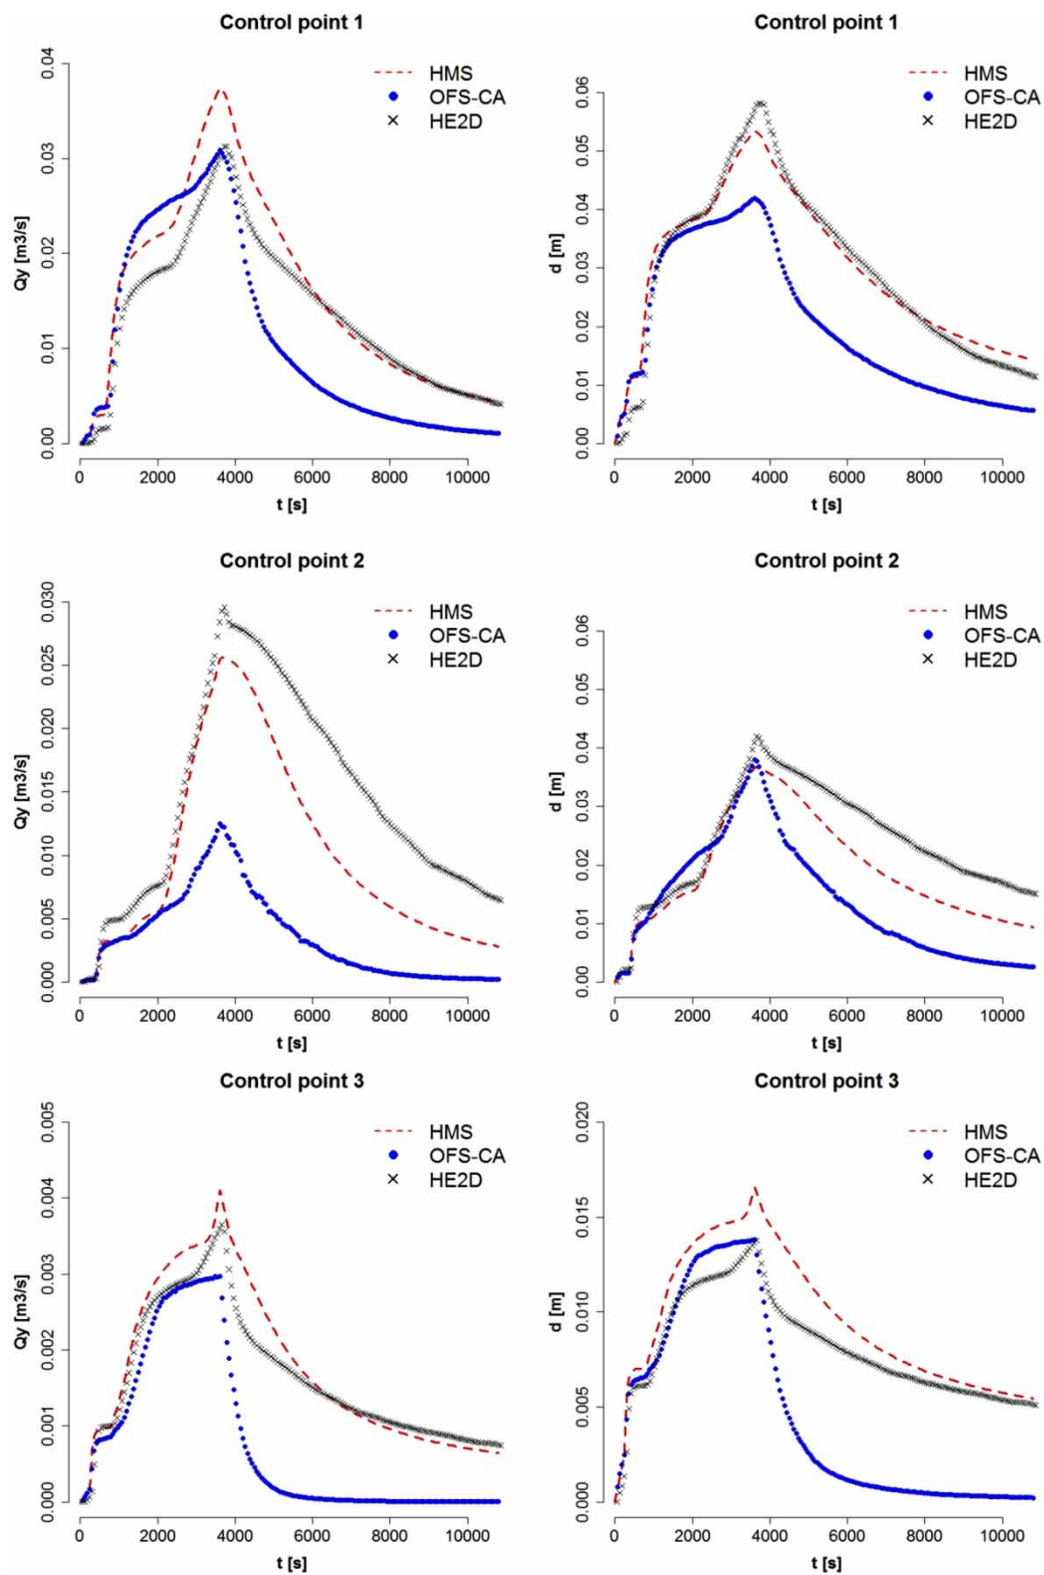 Control point 1
Qy [m3/s]
0.04
0.03
0.02
0.01
0.00
HMS
OFS-CA
HE2D
0 2000 4000 6000 8000 10000
t [s]
Control point 1
d [m]
0.06
0.05
0.04
0.03
0.02
0.01
0.00
HMS
OFS-CA
HE2D
0 2000 4000 6000 8000 10000
t [s]
Control point 2
Qy [m3/s]
0.030
0.025
0.020
0.015
0.010
0.005
0.000
HMS
OFS-CA
HE2D
0 2000 4000 6000 8000 10000
t [s]
Control point 2
d [m]
0.06
0.05
0.04
0.03
0.02
0.01
0.00
HMS
OFS-CA
HE2D
0 2000 4000 6000 8000 10000
t [s]
Control point 3
Qy [m3/s]
0.005
0.004
0.003
0.002
0.001
0.000
HMS
OFS-CA
HE2D
0 2000 4000 6000 8000 10000
t [s]
Control point 3
d [m]
0.020
0.015
0.010
0.005
0.000
HMS
OFS-CA
HE2D
0 2000 4000 6000 8000 10000
t [s]